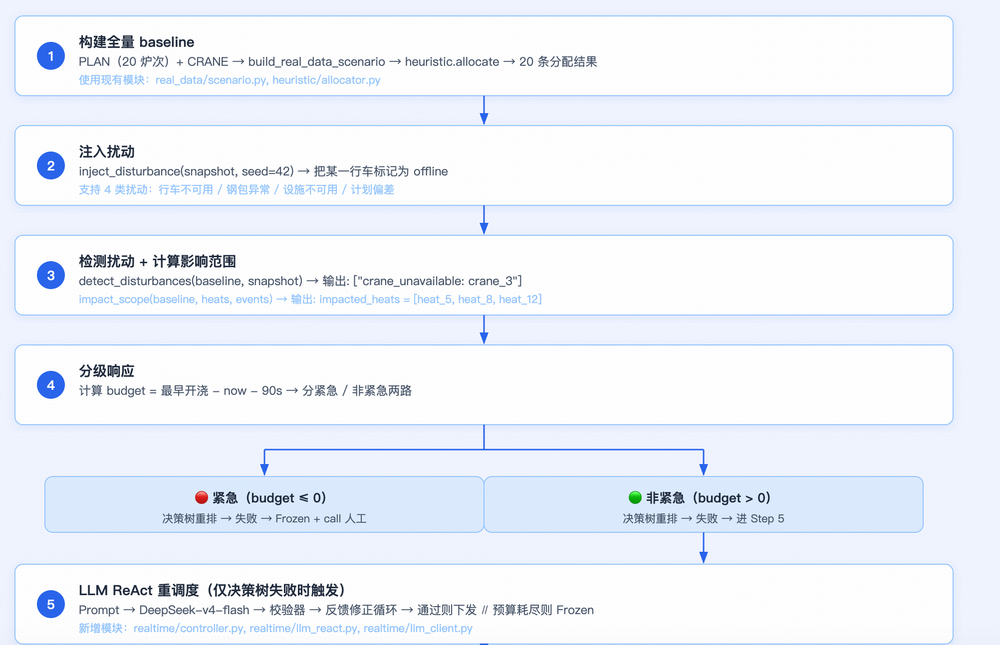 1
构建全量 baseline
PLAN（20 炉次）+ CRANE → build_real_data_scenario → heuristic.allocate → 20 条分配结果
使用现有模块：real_data/scenario.py, heuristic/allocator.py
2
注入扰动
inject_disturbance(snapshot, seed=42) → 把某一行车标记为 offline
支持 4 类扰动：行车不可用 / 钢包异常 / 设施不可用 / 计划偏差
3
检测扰动 + 计算影响范围
detect_disturbances(baseline, snapshot) → 输出: ["crane_unavailable: crane_3"]
impact_scope(baseline, heats, events) → 输出: impacted_heats = [heat_5, heat_8, heat_12]
4
分级响应
计算 budget = 最早开浇 − now − 90s → 分紧急 / 非紧急两路
🔴 紧急（budget ≤ 0）
决策树重排 → 失败 → Frozen + call 人工
🟢 非紧急（budget > 0）
决策树重排 → 失败 → 进 Step 5
5
LLM ReAct 重调度（仅决策树失败时触发）
Prompt → DeepSeek-v4-flash → 校验器 → 反馈修正循环 → 通过则下发 // 预算耗尽则 Frozen
新增模块：realtime/controller.py, realtime/llm_react.py, realtime/llm_client.py